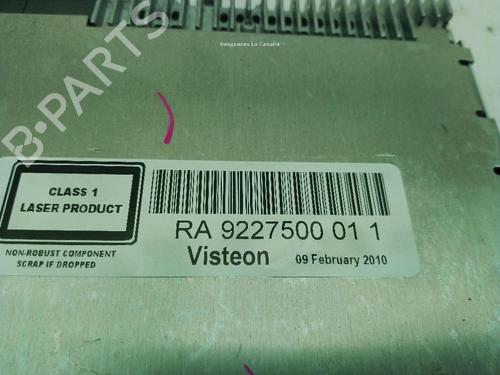 Desguaces La Cabaña
B-PARTS
CLASS 1
LASER PRODUCT
NON-ROBUST COMPONENT
SCRAP IF DROPPED
RA 9227500 01 1
Visteon
09 February 2010